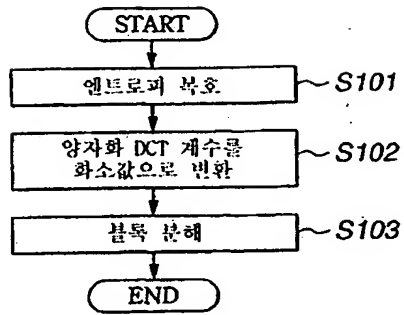 START
엔트로피 복호
S101
양자화 DCT 계수를
화소값으로 변환
S102
블록 분해
S103
END